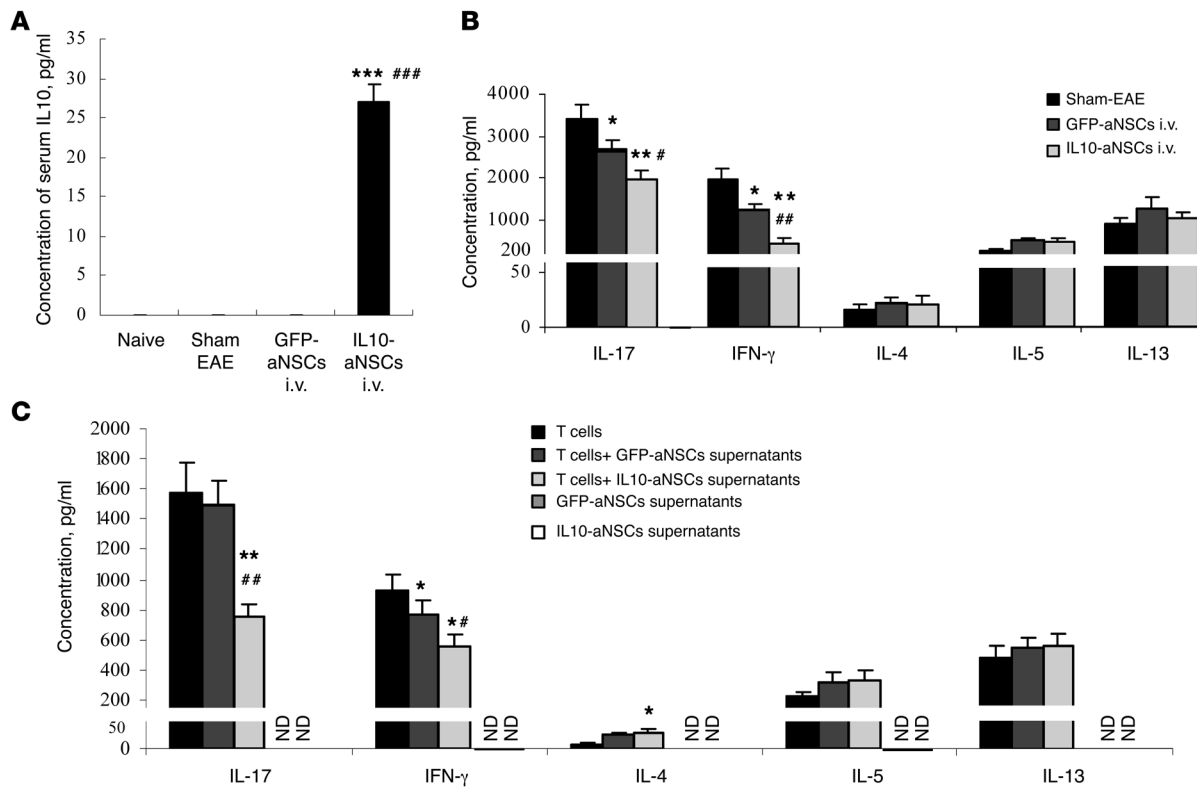 A
Concentration of serum IL10, pg/ml
35
30
25
20
15
10
5
0
*** ###
Naive
Sham
EAE
GFP-
aNSCs
i.v.
IL10-
aNSCs
i.v.
B
Concentration, pg/ml
4000
3000
2000
1000
200
50
0
*
** #
*
**
##
Sham-EAE
GFP-aNSCs i.v.
IL10-aNSCs i.v.
IL-17
IFN-γ
IL-4
IL-5
IL-13
C
Concentration, pg/ml
2000
1800
1600
1400
1200
1000
800
600
400
200
50
0
**
##
*
*#
*
T cells
T cells+ GFP-aNSCs supernatants
T cells+ IL10-aNSCs supernatants
GFP-aNSCs supernatants
IL10-aNSCs supernatants
ND
ND
ND
ND
ND
ND
ND
ND
ND
ND
IL-17
IFN-γ
IL-4
IL-5
IL-13